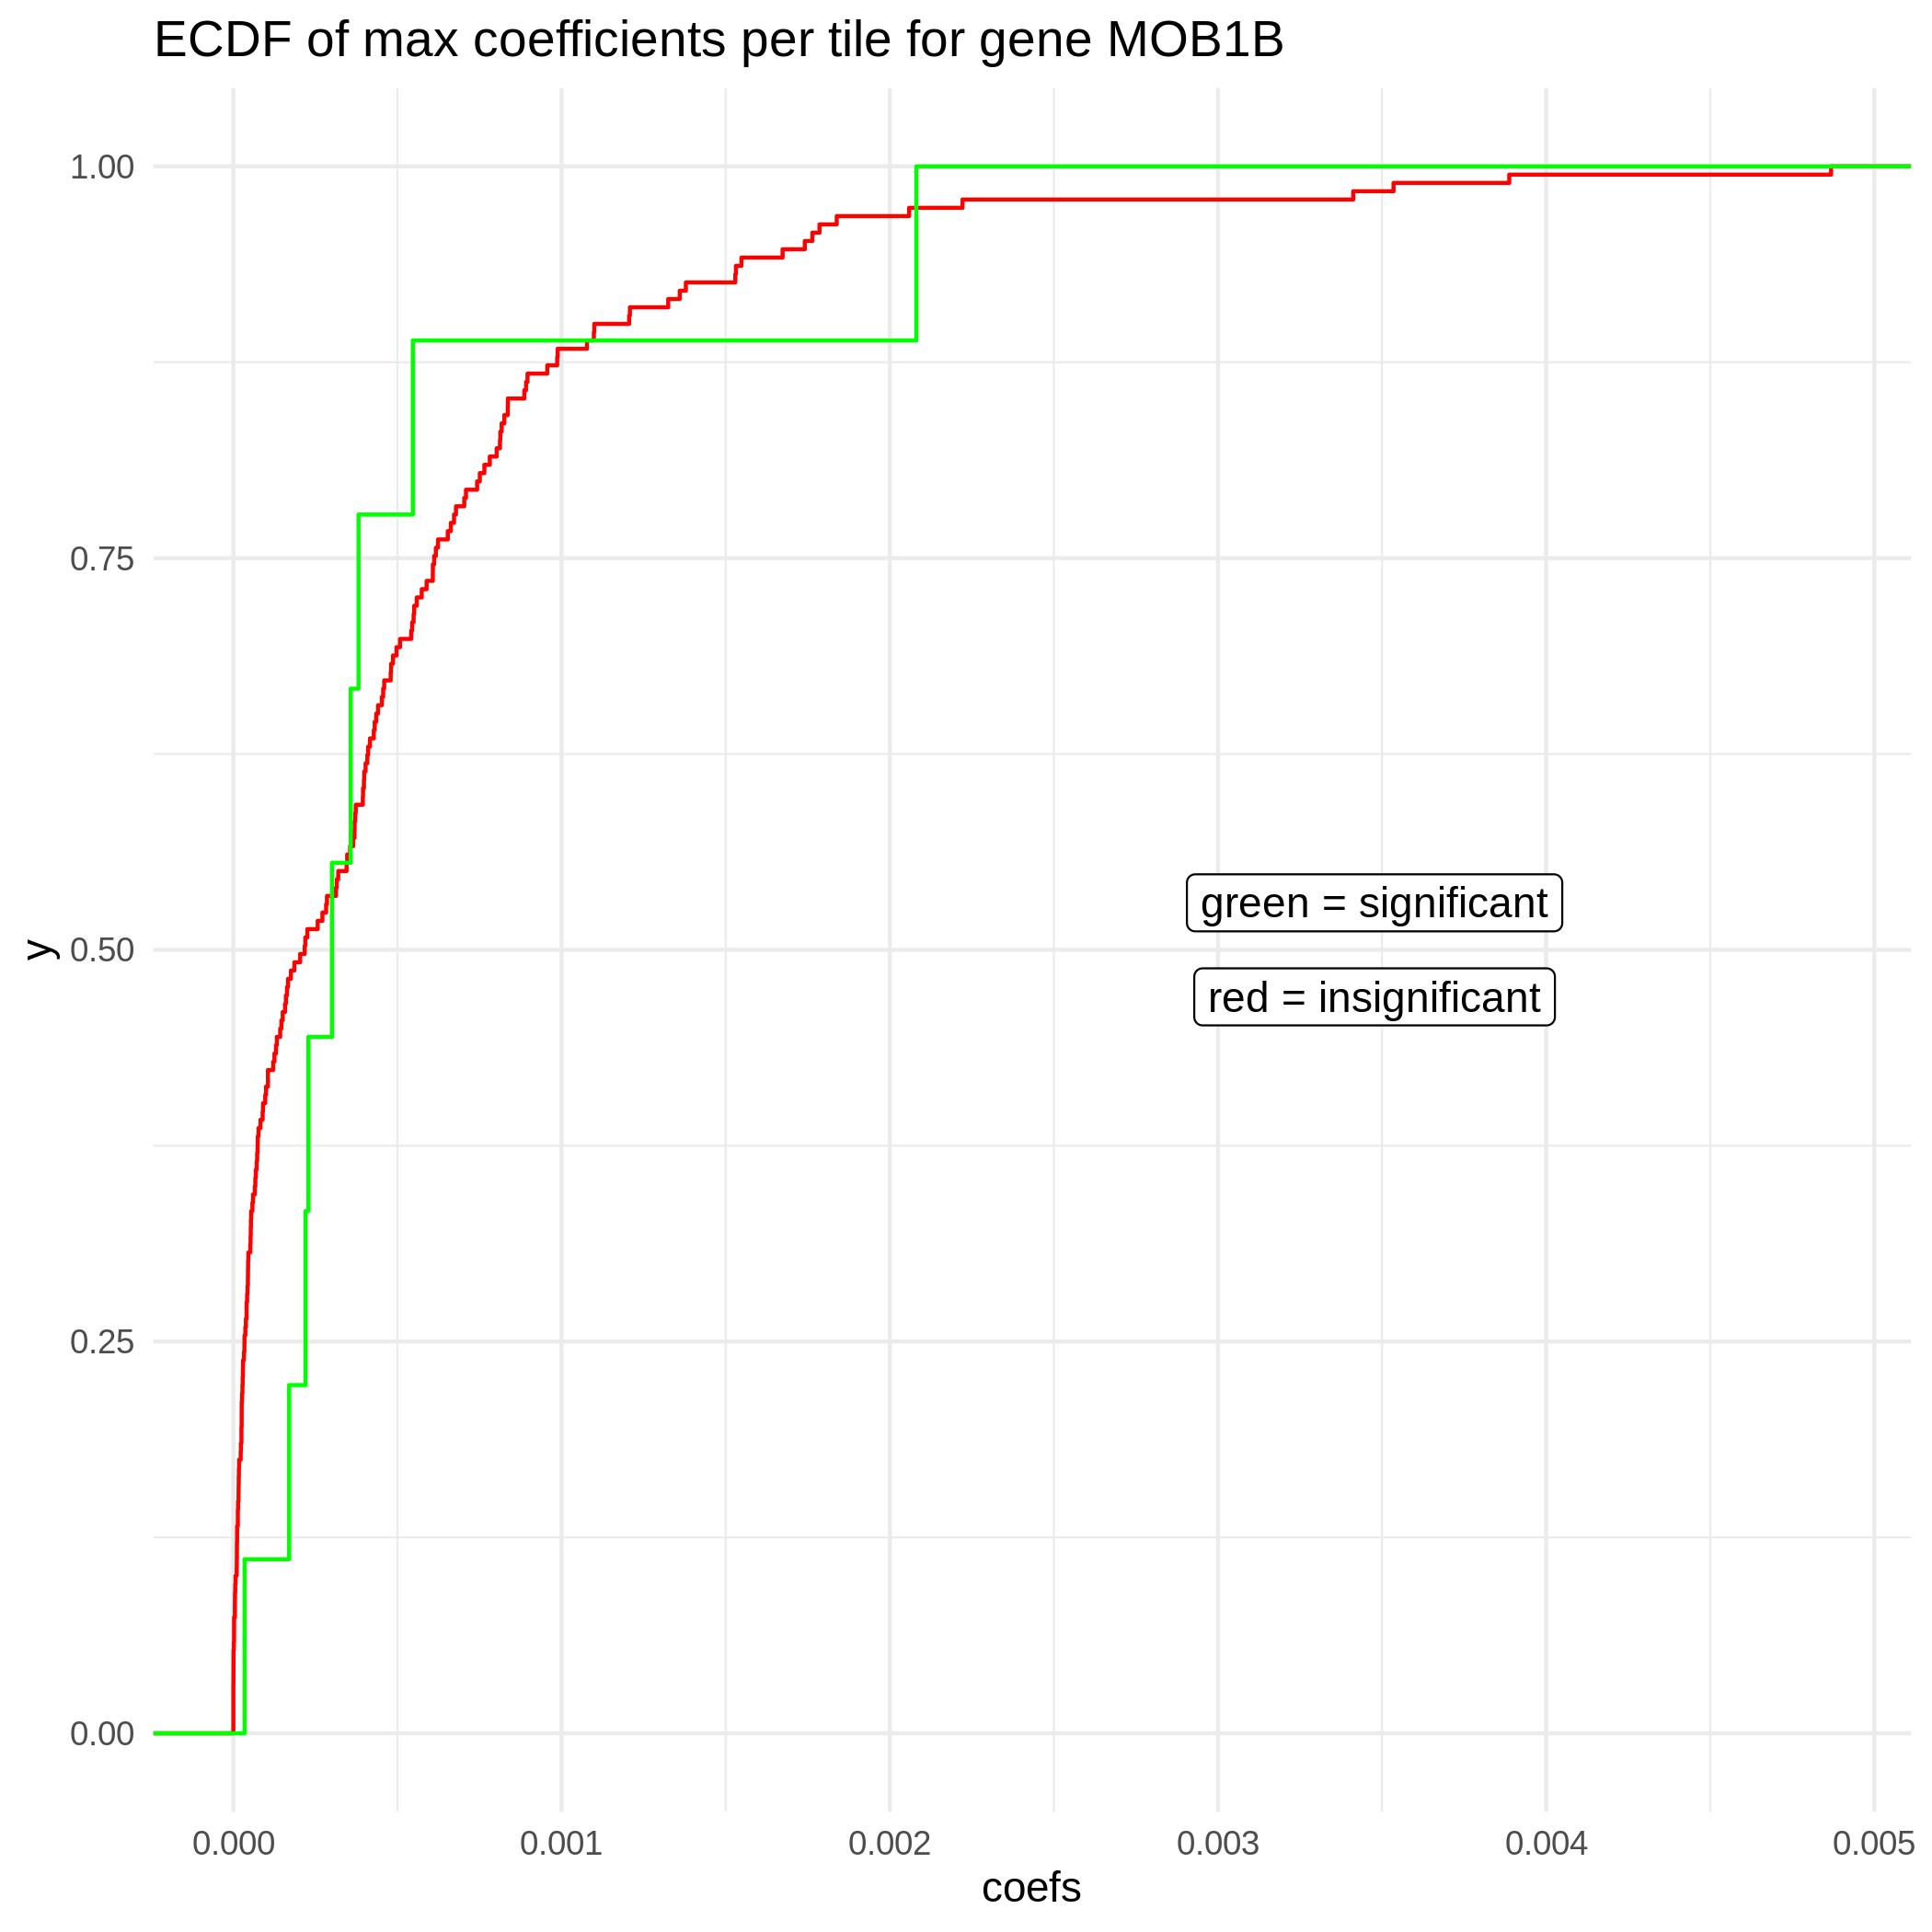 ECDF of max coefficients per tile for gene MOB1B
1.00
0.75
0.50
0.25
0.00
y
green = significant
red = insignificant
0.000 0.001 0.002 0.003 0.004 0.005
coefs